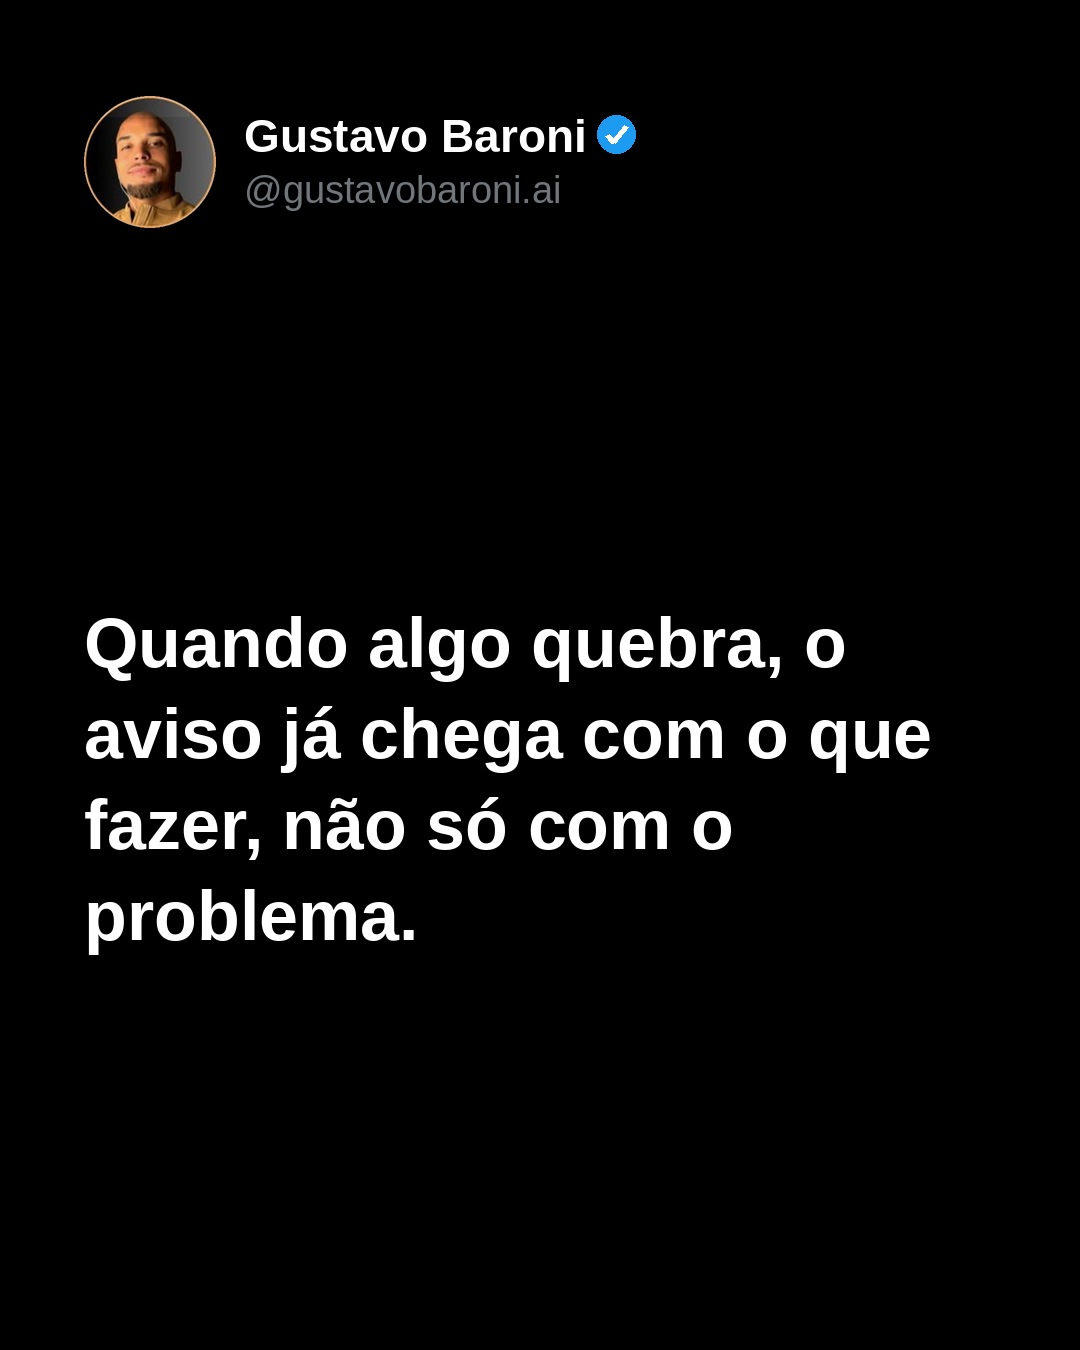 Gustavo Baroni
@gustavobaroni.ai
Quando algo quebra, o
aviso já chega com o que
fazer, não só com o
problema.